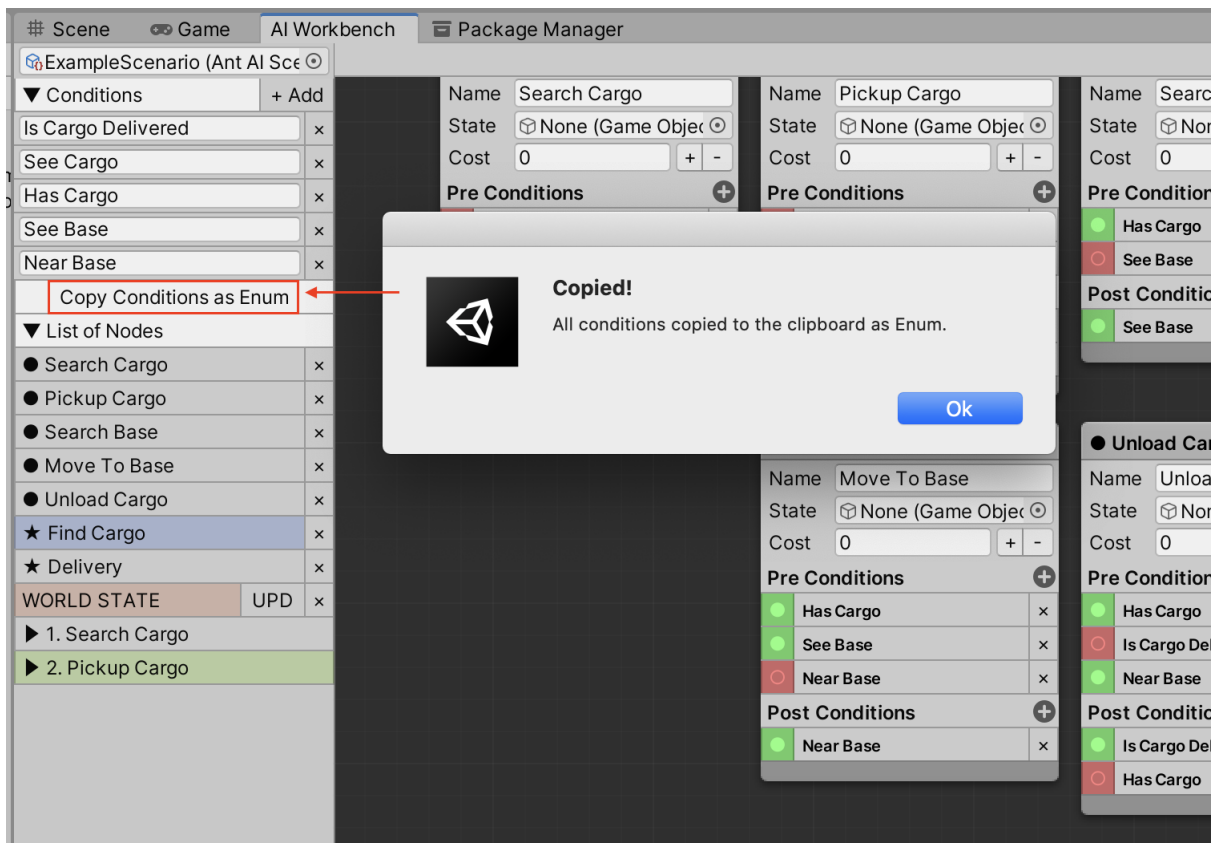 Scene
Game
AI Workbench
Package Manager
ExampleScenario (Ant AI Sce
Conditions
+ Add
Is Cargo Delivered ×
See Cargo ×
Has Cargo ×
See Base ×
Near Base ×
Copy Conditions as Enum
List of Nodes
Search Cargo ×
Pickup Cargo ×
Search Base ×
Move To Base ×
Unload Cargo ×
★ Find Cargo ×
★ Delivery ×
WORLD STATE UPD ×
1. Search Cargo
2. Pickup Cargo
Name Search Cargo
State None (Game Objec
Cost 0 + -
Pre Conditions
Name Pickup Cargo
State None (Game Objec
Cost 0 + -
Pre Conditions
Name Searc
State Nor
Cost 0
Pre Condition
Has Cargo
See Base
Post Conditio
See Base
Copied!
All conditions copied to the clipboard as Enum.
Ok
Name Move To Base
State None (Game Objec
Cost 0 + -
Pre Conditions
Has Cargo ×
See Base ×
Near Base ×
Post Conditions
Near Base ×
Unload Car
Name Unloa
State Nor
Cost 0
Pre Condition
Has Cargo
Is Cargo Del
Near Base
Post Conditio
Is Cargo Del
Has Cargo